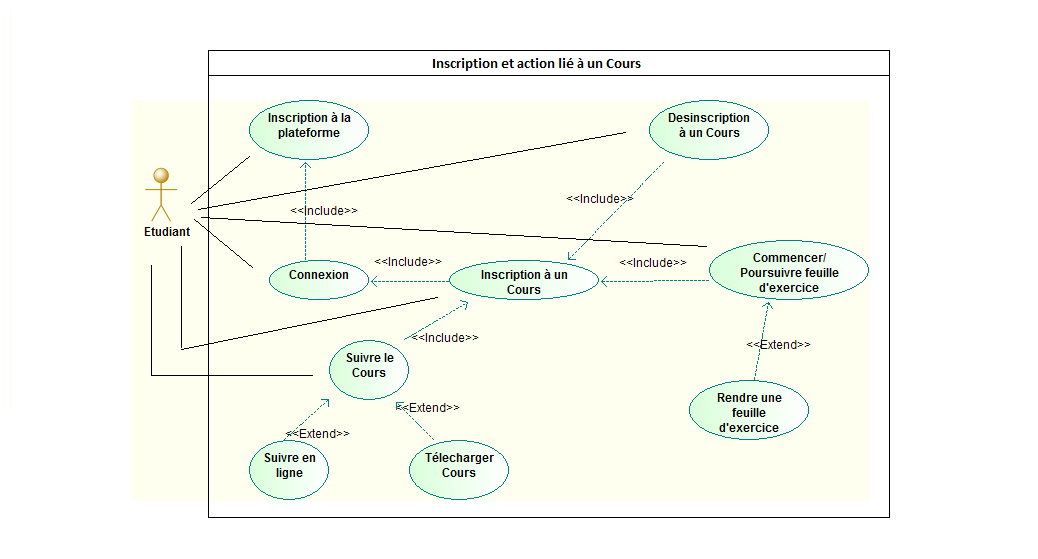 Inscription et action lié à un Cours
Inscription à la
plateforme
Desinscription
à un Cours
<<Include>>
<<Include>>
Etudiant
Connexion
<<Include>>
Inscription à un
Cours
<<Include>>
Commencer/
Poursuivre feuille
d'exercice
<<Include>>
<<Extend>>
Suivre le
Cours
<<Extend>>
Rendre une
feuille
d'exercice
<<Extend>>
Suivre en
ligne
Télecharger
Cours